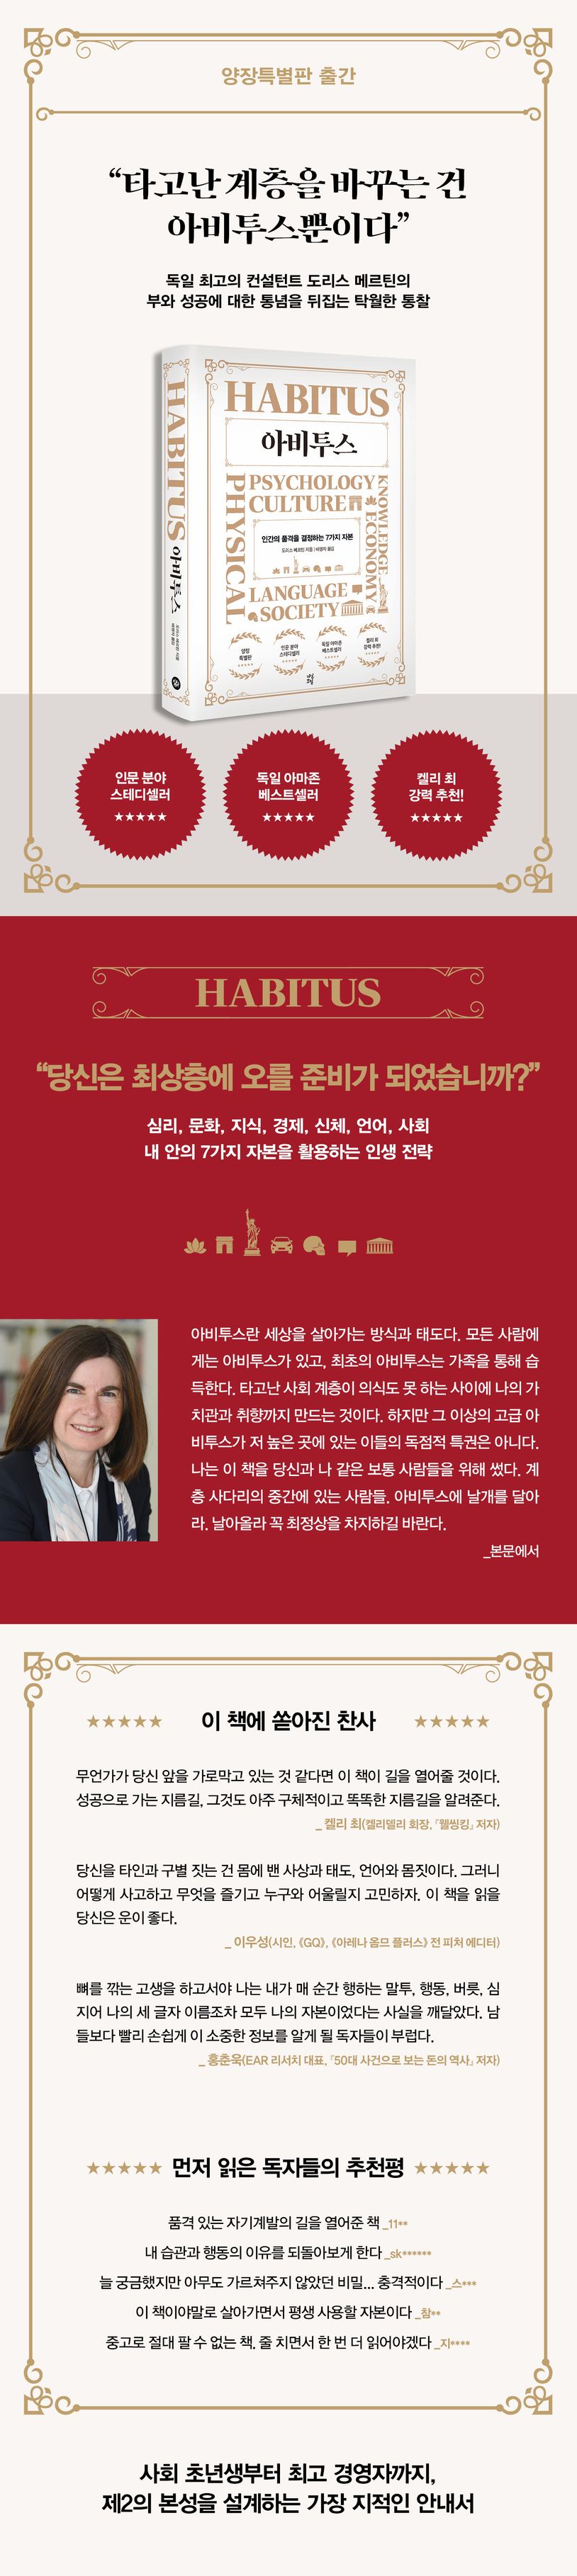 양장특별판 출간
“타고난 계층을 바꾸는 건
아비투스뿐이다”
독일 최고의 컨설턴트 도리스 메르틴의
부와 성공에 대한 통념을 뒤집는 탁월한 통찰
HABITUS
아비투스
HABITUS
아비투스
PSYCHOLOGY
CULTURE
PHYSICAL
KNOWLEDGE
ECONOMY
인간의 품격을 결정하는 7가지 자본
도리스 메르틴 지음 | 배명자 옮김
LANGUAGE
SOCIETY
양장
특별판
인문 분야
스테디셀러
독일 아마존
베스트셀러
켈리 최
강력 추천!
인문 분야
스테디셀러
★★★★★
독일 아마존
베스트셀러
★★★★★
켈리 최
강력 추천!
★★★★★
HABITUS
“당신은 최상층에 오를 준비가 되었습니까?”
심리, 문화, 지식, 경제, 신체, 언어, 사회
내 안의 7가지 자본을 활용하는 인생 전략
아비투스란 세상을 살아가는 방식과 태도다. 모든 사람에
게는 아비투스가 있고, 최초의 아비투스는 가족을 통해 습
득한다. 타고난 사회 계층이 의식도 못 하는 사이에 나의 가
치관과 취향까지 만드는 것이다. 하지만 그 이상의 고급 아
비투스가 저 높은 곳에 있는 이들의 독점적 특권은 아니다.
나는 이 책을 당신과 나 같은 보통 사람들을 위해 썼다. 계
층 사다리의 중간에 있는 사람들. 아비투스에 날개를 달아
라. 날아올라 꼭 최정상을 차지하길 바란다.
_본문에서
★★★★★ 이 책에 쏟아진 찬사 ★★★★★
무언가가 당신 앞을 가로막고 있는 것 같다면 이 책이 길을 열어줄 것이다.
성공으로 가는 지름길, 그것도 아주 구체적이고 똑똑한 지름길을 알려준다.
_ 켈리 최(켈리델리 회장, 『웰씽킹』 저자)
당신을 타인과 구별 짓는 건 몸에 밴 사상과 태도, 언어와 몸짓이다. 그러니
어떻게 사고하고 무엇을 즐기고 누구와 어울릴지 고민하자. 이 책을 읽을
당신은 운이 좋다.
_ 이우성(시인, 《GQ》, 《아레나 옴므 플러스》 전 피처 에디터)
뼈를 깎는 고생을 하고서야 나는 내가 매 순간 행하는 말투, 행동, 버릇, 심
지어 나의 세 글자 이름조차 모두 나의 자본이었다는 사실을 깨달았다. 남
들보다 빨리 손쉽게 이 소중한 정보를 알게 될 독자들이 부럽다.
_ 홍춘욱(EAR 리서치 대표, 『50대 사건으로 보는 돈의 역사』 저자)
★★★★★ 먼저 읽은 독자들의 추천평 ★★★★★
품격 있는 자기계발의 길을 열어준 책 _11**
내 습관과 행동의 이유를 되돌아보게 한다 _sk******
늘 궁금했지만 아무도 가르쳐주지 않았던 비밀... 충격적이다 _스***
이 책이야말로 살아가면서 평생 사용할 자본이다 _참**
중고로 절대 팔 수 없는 책. 줄 치면서 한 번 더 읽어야겠다 _지****
사회 초년생부터 최고 경영자까지,
제2의 본성을 설계하는 가장 지적인 안내서